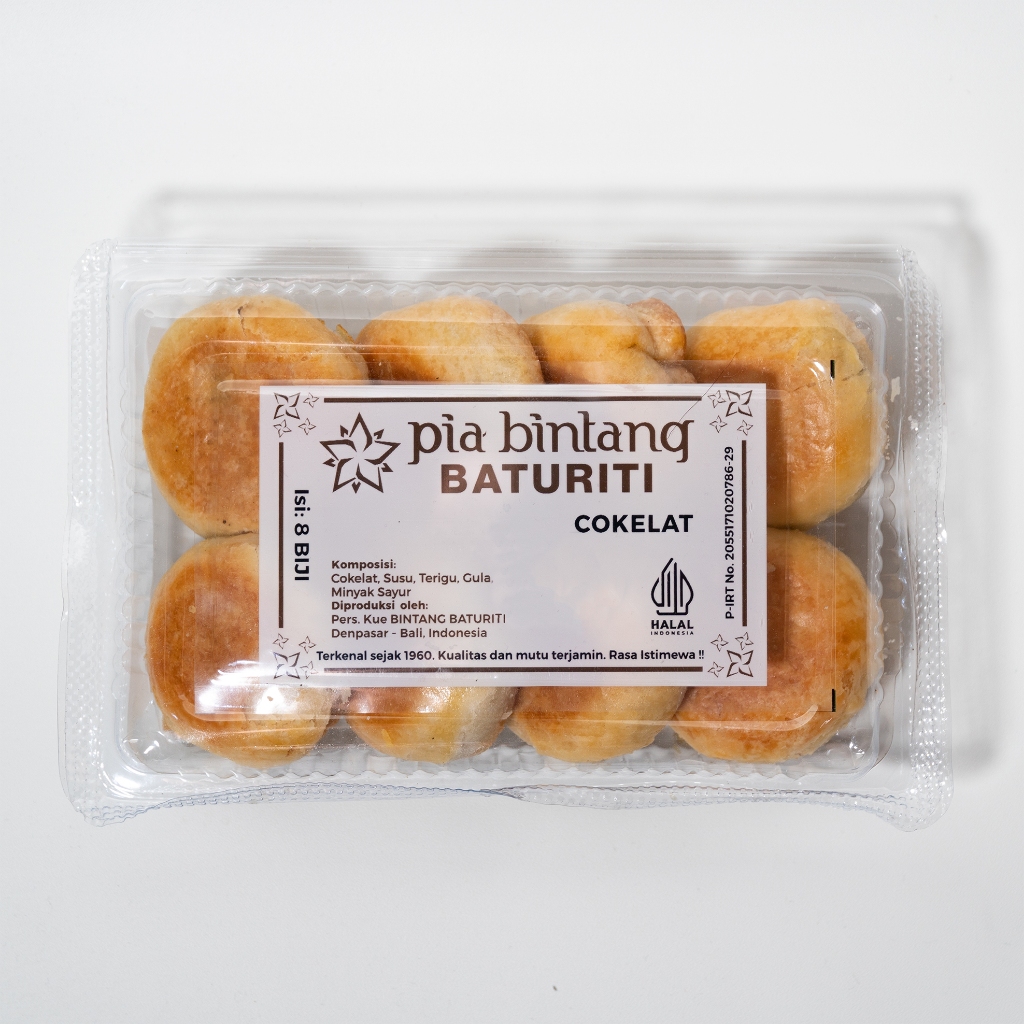 pia bintang
BATURITI
COKELAT
Isi: 8 BIJI
Komposisi:
Cokelat, Susu, Terigu, Gula,
Minyak Sayur
Diproduksi oleh:
Pers. Kue BINTANG BATURITI
Denpasar - Bali, Indonesia
HALAL
INDONESIA
P-IRT No. 2055171020786-29
Terkenal sejak 1960. Kualitas dan mutu terjamin. Rasa Istimewa !!